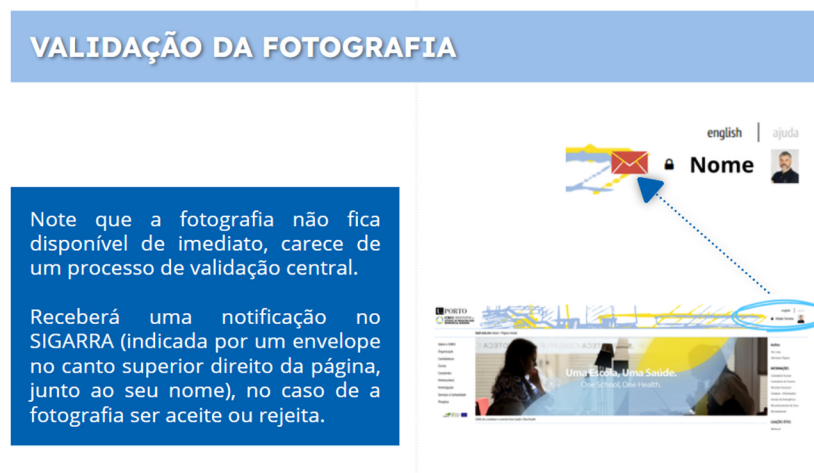 VALIDAÇÃO DA FOTOGRAFIA
english | ajuda
Nome
Note que a fotografia não fica
disponível de imediato, carece de
um processo de validação central.
Receberá uma notificação no
SIGARRA (indicada por um envelope
no canto superior direito da página,
junto ao seu nome), no caso de a
fotografia ser aceite ou rejeita.
U.PORTO
Uma Escola, Uma Saúde.
One School, One Health.